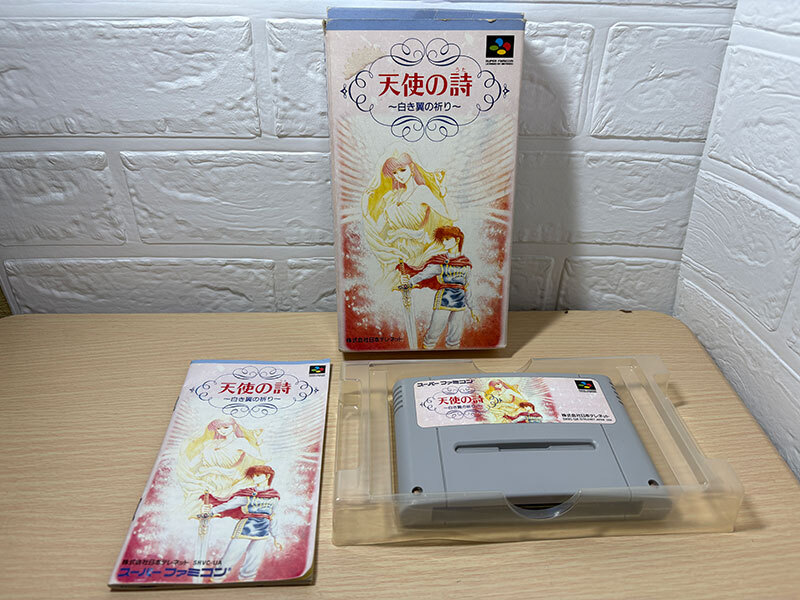 SUPER FAMICOM
うた
天使の詩
〜白き翼の祈り〜
株式会社日本テレネット
天使の詩
〜白き翼の祈り〜
株式会社日本テレネット SHVC-UA
スーパーファミコン
スーパーファミコン
天使の詩
〜白き翼の祈り〜
株式会社日本テレネット